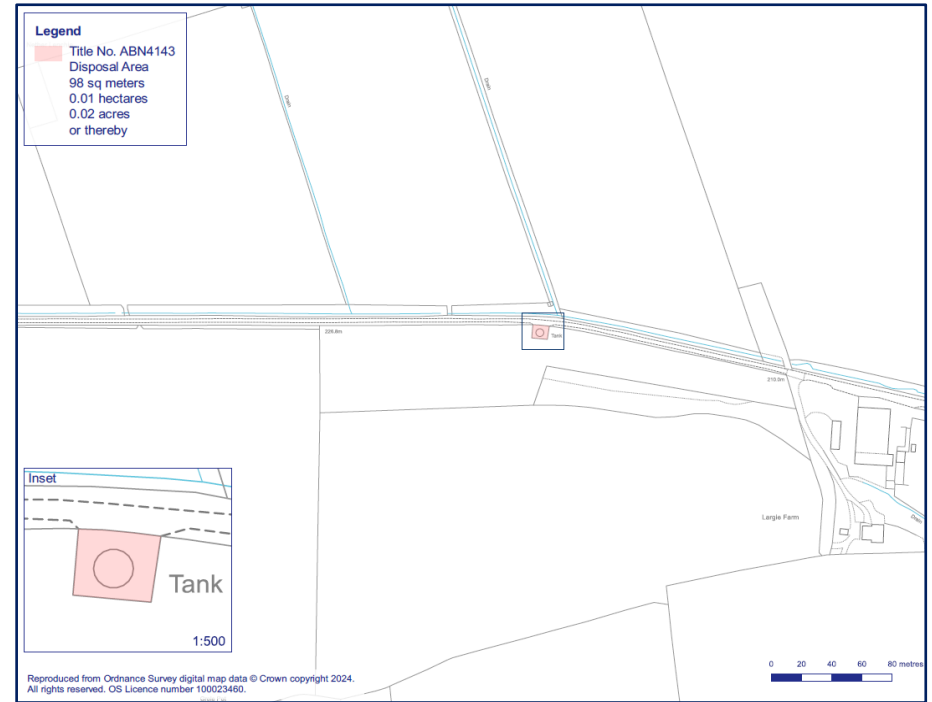 Legend
Title No. ABN4143
Disposal Area
98 sq meters
0.01 hectares
0.02 acres
or thereby
Drain
Drain
226.8m
Tank
210.0m
Largie Farm
Drain
Inset
Tank
1:500
0 20 40 60 80 metres
Reproduced from Ordnance Survey digital map data © Crown copyright 2024.
All rights reserved. OS Licence number 100023460.